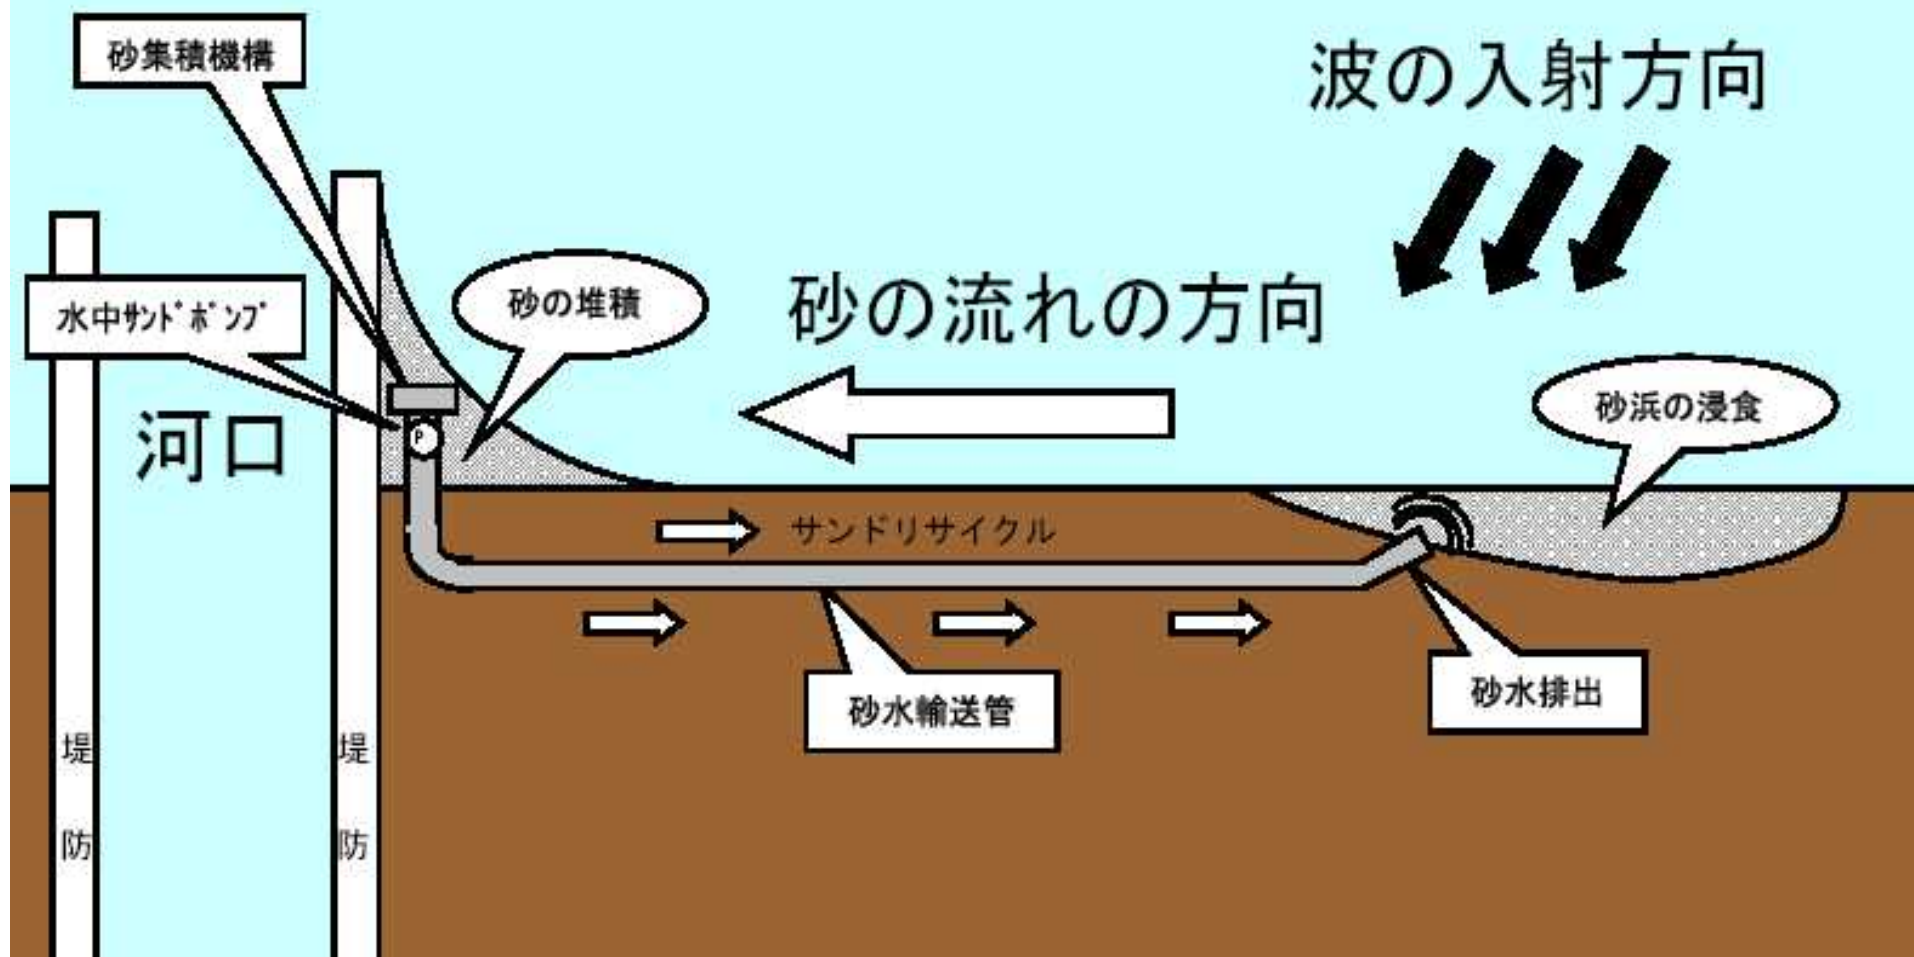 砂集積機構
波の入射方向
水中ｻﾝﾄﾞﾎﾟﾝﾌﾟ
砂の堆積
砂の流れの方向
砂浜の浸食
河口
P
サンドリサイクル
砂水輸送管
砂水排出
堤防
堤防